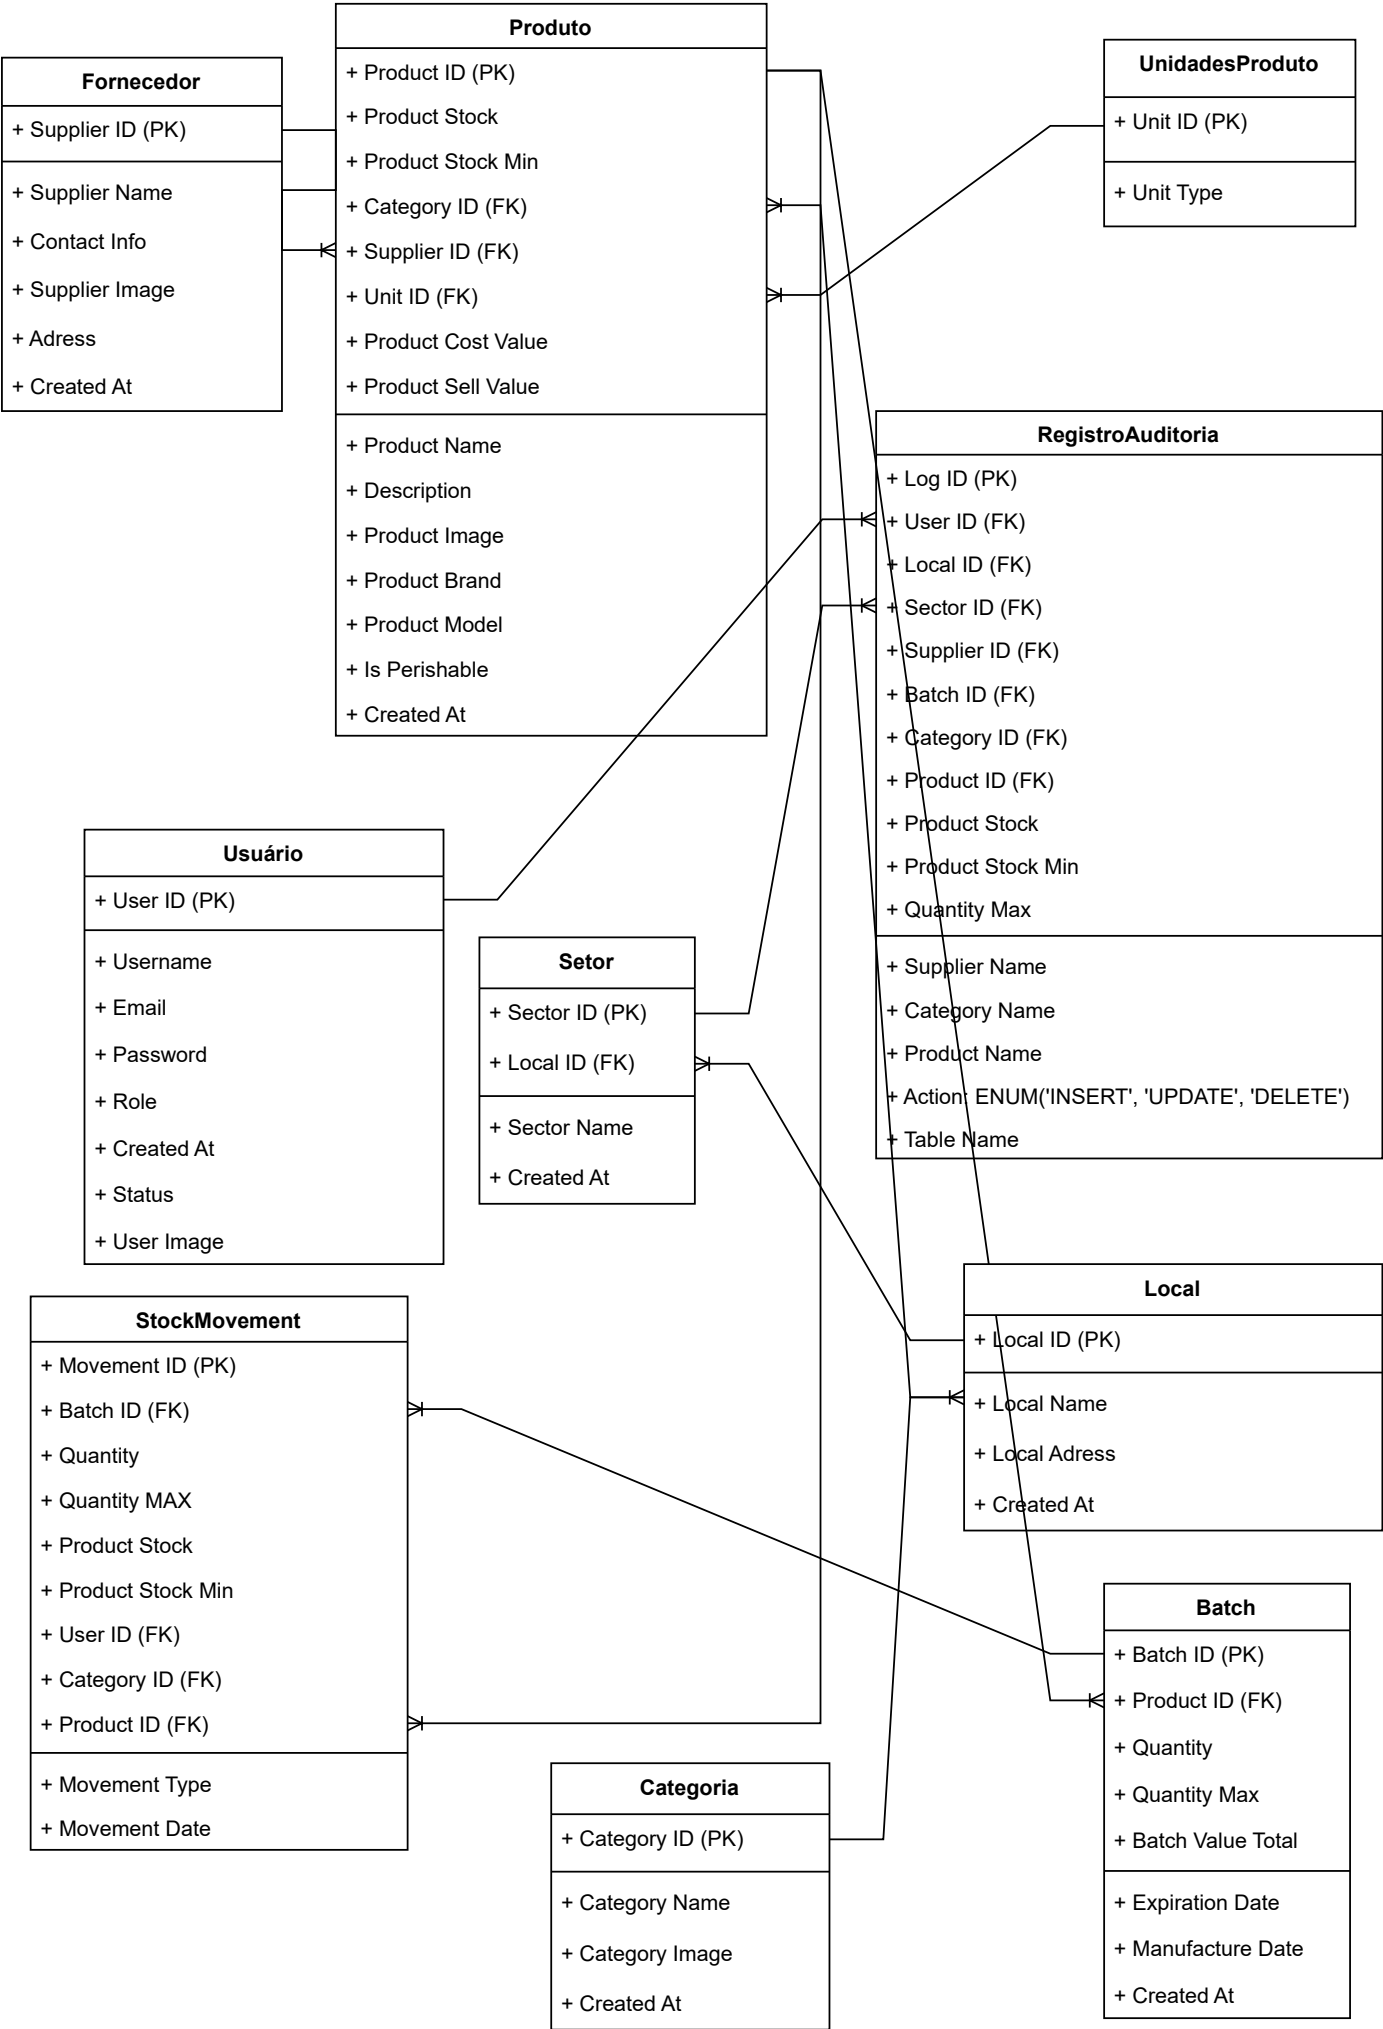 Produto
+ Product ID (PK)
+ Product Stock
+ Product Stock Min
+ Category ID (FK)
+ Supplier ID (FK)
+ Unit ID (FK)
+ Product Cost Value
+ Product Sell Value
+ Product Name
+ Description
+ Product Image
+ Product Brand
+ Product Model
+ Is Perishable
+ Created At
Fornecedor
+ Supplier ID (PK)
+ Supplier Name
+ Contact Info
+ Supplier Image
+ Adress
+ Created At
UnidadesProduto
+ Unit ID (PK)
+ Unit Type
RegistroAuditoria
+ Log ID (PK)
+ User ID (FK)
+ Local ID (FK)
+ Sector ID (FK)
+ Supplier ID (FK)
+ Batch ID (FK)
+ Category ID (FK)
+ Product ID (FK)
+ Product Stock
+ Product Stock Min
+ Quantity Max
+ Supplier Name
+ Category Name
+ Product Name
+ Action: ENUM('INSERT', 'UPDATE', 'DELETE')
+ Table Name
Usuário
+ User ID (PK)
+ Username
+ Email
+ Password
+ Role
+ Created At
+ Status
+ User Image
Setor
+ Sector ID (PK)
+ Local ID (FK)
+ Sector Name
+ Created At
Local
+ Local ID (PK)
+ Local Name
+ Local Adress
+ Created At
StockMovement
+ Movement ID (PK)
+ Batch ID (FK)
+ Quantity
+ Quantity MAX
+ Product Stock
+ Product Stock Min
+ User ID (FK)
+ Category ID (FK)
+ Product ID (FK)
+ Movement Type
+ Movement Date
Batch
+ Batch ID (PK)
+ Product ID (FK)
+ Quantity
+ Quantity Max
+ Batch Value Total
+ Expiration Date
+ Manufacture Date
+ Created At
Categoria
+ Category ID (PK)
+ Category Name
+ Category Image
+ Created At